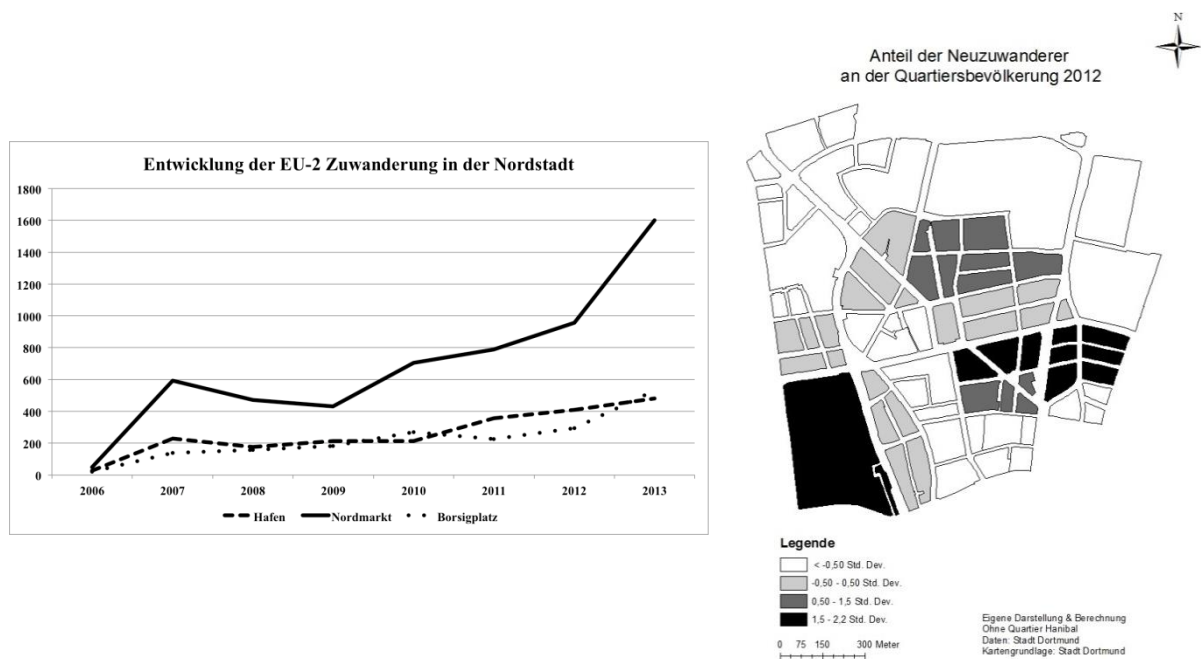 Entwicklung der EU-2 Zuwanderung in der Nordstadt
1800
1600
1400
1200
1000
800
600
400
200
0
2006 2007 2008 2009 2010 2011 2012 2013
Hafen Nordmarkt Borsigplatz
N
Anteil der Neuzuwanderer
an der Quartiersbevölkerung 2012
Legende
< -0,50 Std. Dev.
-0,50 - 0,50 Std. Dev.
0,50 - 1,5 Std. Dev.
1,5 - 2,2 Std. Dev.
0 75 150 300 Meter
Eigene Darstellung & Berechnung
Ohne Quartier Hanibal
Daten: Stadt Dortmund
Kartengrundlage: Stadt Dortmund